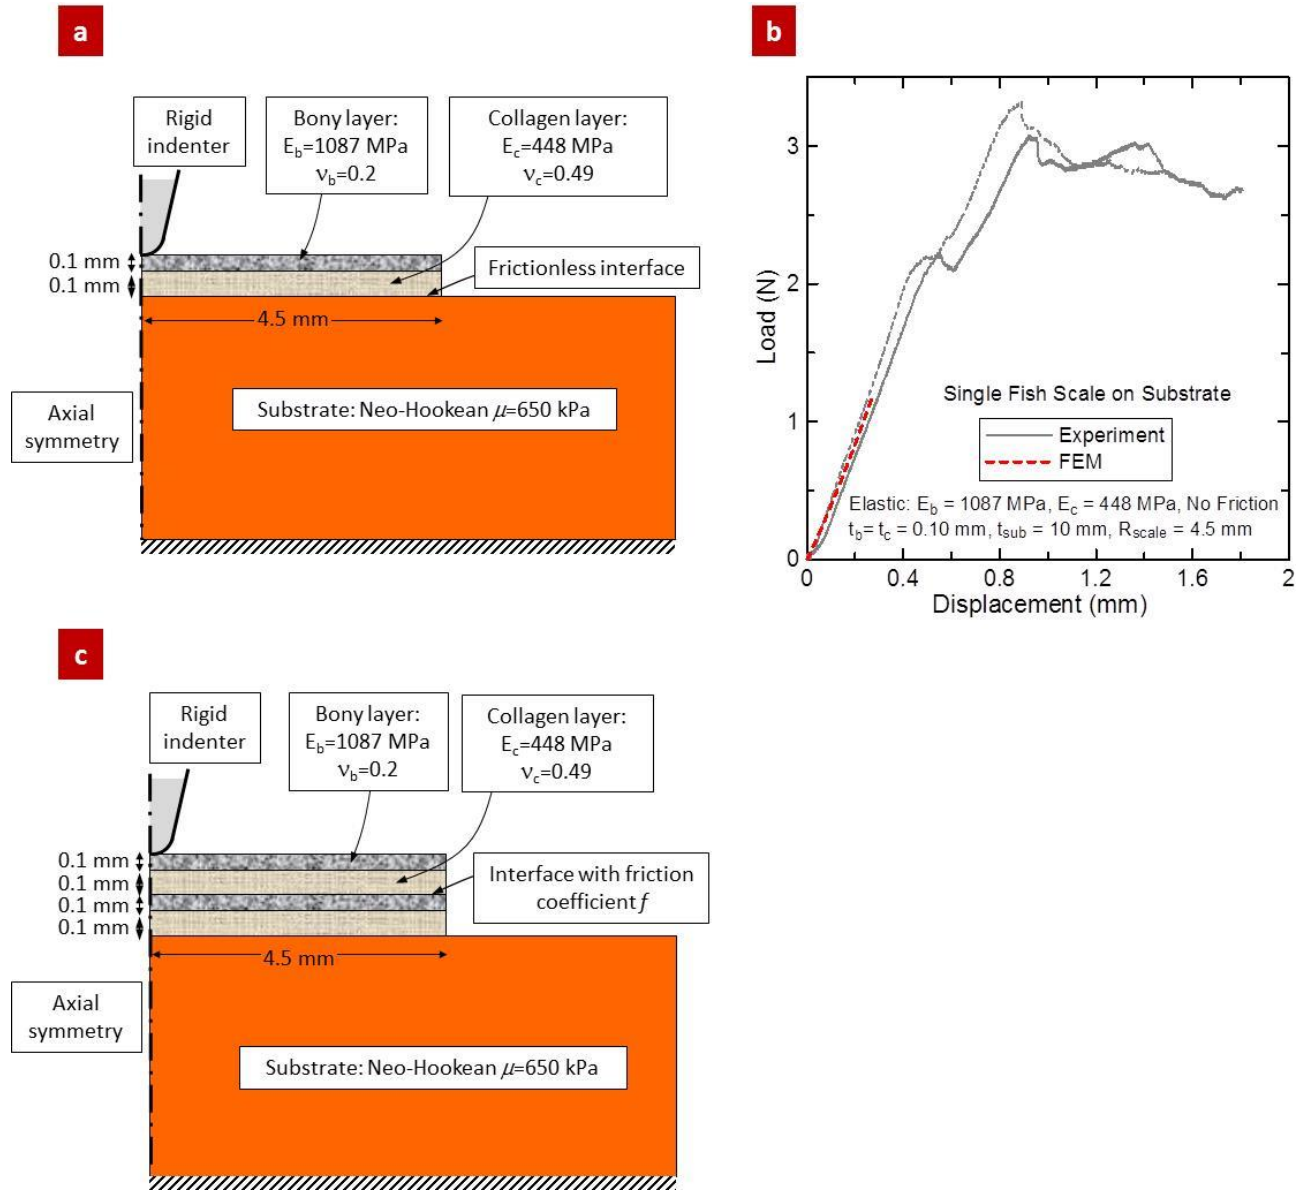 a
Rigid
indenter
Bony layer:
E_b=1087 MPa
ν_b=0.2
Collagen layer:
E_c=448 MPa
ν_c=0.49
0.1 mm
0.1 mm
Frictionless interface
4.5 mm
Axial
symmetry
Substrate: Neo-Hookean μ=650 kPa
b
Load (N)
3
2
1
0
Single Fish Scale on Substrate
Experiment
FEM
Elastic: E_b = 1087 MPa, E_c = 448 MPa, No Friction
t_b= t_c = 0.10 mm, t_sub = 10 mm, R_scale = 4.5 mm
0
0.4
0.8
1.2
1.6
2
Displacement (mm)
c
Rigid
indenter
Bony layer:
E_b=1087 MPa
ν_b=0.2
Collagen layer:
E_c=448 MPa
ν_c=0.49
0.1 mm
0.1 mm
0.1 mm
0.1 mm
Interface with friction
coefficient f
4.5 mm
Axial
symmetry
Substrate: Neo-Hookean μ=650 kPa